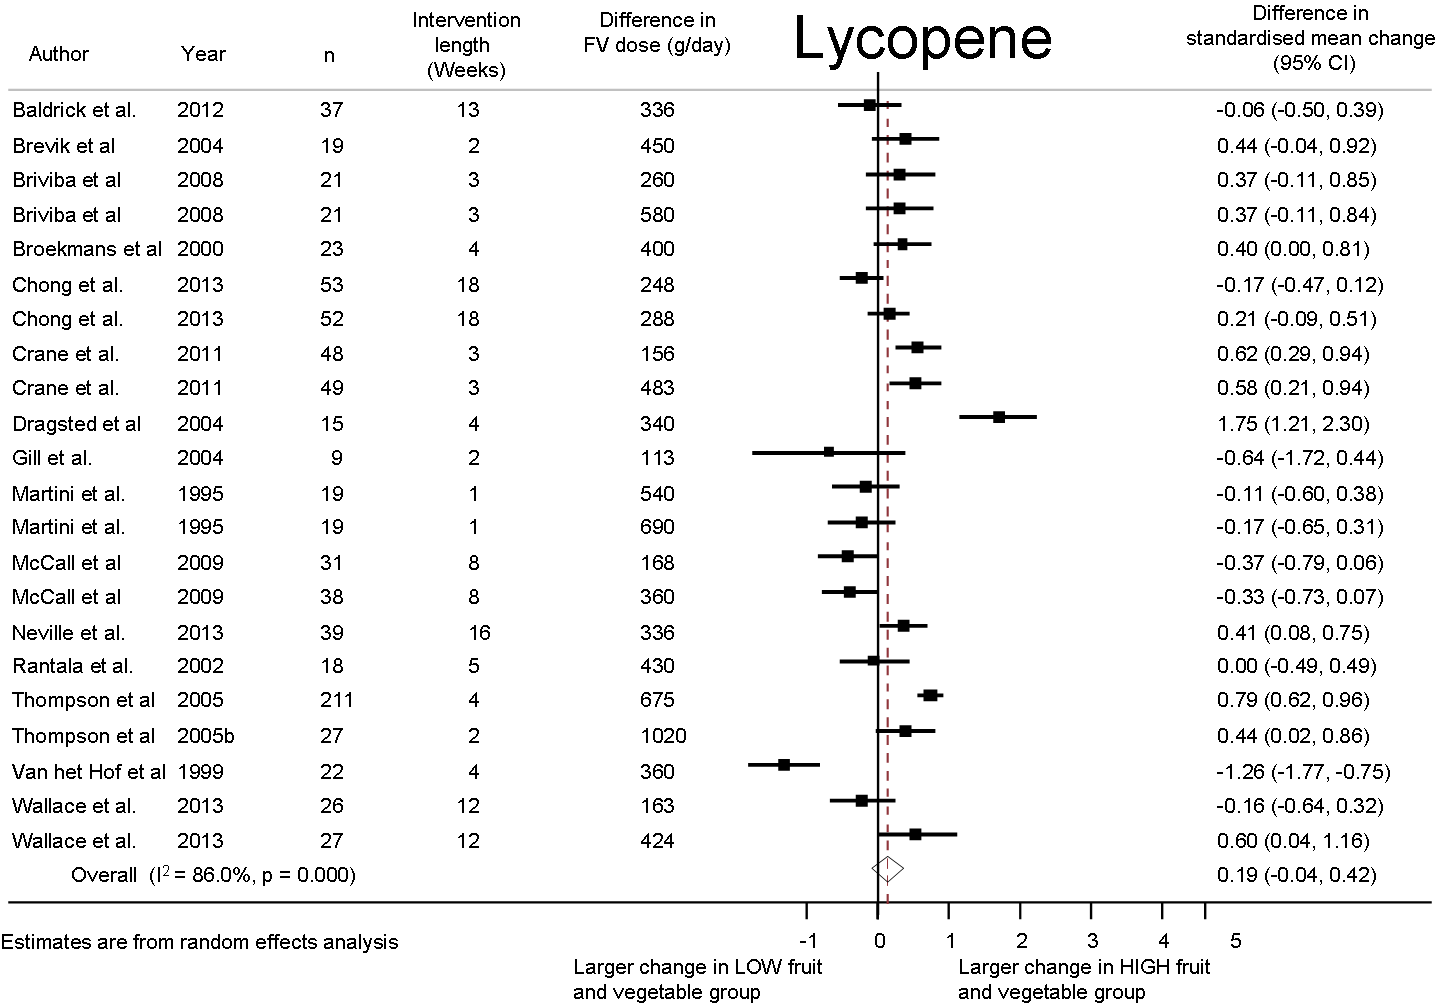 Lycopene
Author Year n Intervention length (Weeks) Difference in FV dose (g/day) Difference in standardised mean change (95% CI)
Baldrick et al. 2012 37 13 336 -0.06 (-0.50, 0.39)
Brevik et al 2004 19 2 450 0.44 (-0.04, 0.92)
Briviba et al 2008 21 3 260 0.37 (-0.11, 0.85)
Briviba et al 2008 21 3 580 0.37 (-0.11, 0.84)
Broekmans et al 2000 23 4 400 0.40 (0.00, 0.81)
Chong et al. 2013 53 18 248 -0.17 (-0.47, 0.12)
Chong et al. 2013 52 18 288 0.21 (-0.09, 0.51)
Crane et al. 2011 48 3 156 0.62 (0.29, 0.94)
Crane et al. 2011 49 3 483 0.58 (0.21, 0.94)
Dragsted et al 2004 15 4 340 1.75 (1.21, 2.30)
Gill et al. 2004 9 2 113 -0.64 (-1.72, 0.44)
Martini et al. 1995 19 1 540 -0.11 (-0.60, 0.38)
Martini et al. 1995 19 1 690 -0.17 (-0.65, 0.31)
McCall et al 2009 31 8 168 -0.37 (-0.79, 0.06)
McCall et al 2009 38 8 360 -0.33 (-0.73, 0.07)
Neville et al. 2013 39 16 336 0.41 (0.08, 0.75)
Rantala et al. 2002 18 5 430 0.00 (-0.49, 0.49)
Thompson et al 2005 211 4 675 0.79 (0.62, 0.96)
Thompson et al 2005b 27 2 1020 0.44 (0.02, 0.86)
Van het Hof et al 1999 22 4 360 -1.26 (-1.77, -0.75)
Wallace et al. 2013 26 12 163 -0.16 (-0.64, 0.32)
Wallace et al. 2013 27 12 424 0.60 (0.04, 1.16)
Overall (I² = 86.0%, p = 0.000) 0.19 (-0.04, 0.42)
Estimates are from random effects analysis -1 0 1 2 3 4 5
Larger change in LOW fruit Larger change in HIGH fruit
and vegetable group and vegetable group